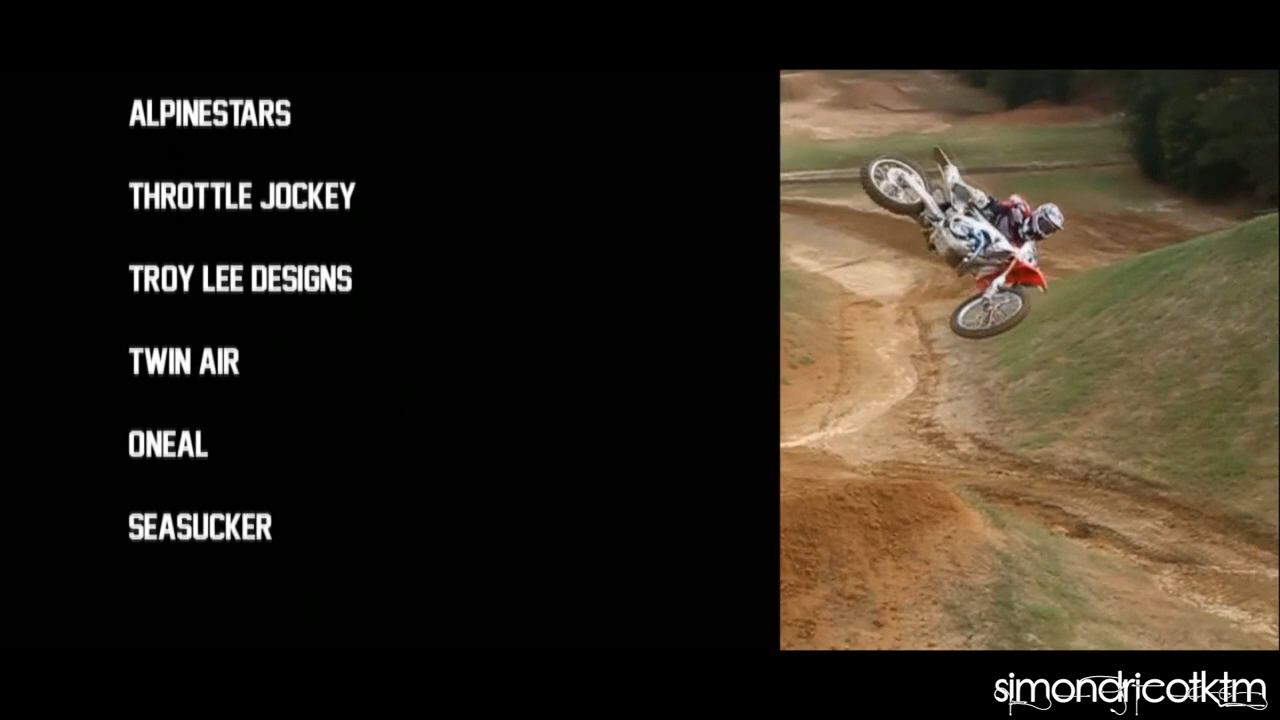 ALPINESTARS
THROTTLE JOCKEY
TROY LEE DESIGNS
TWIN AIR
ONEAL
SEASUCKER
simondricotktm